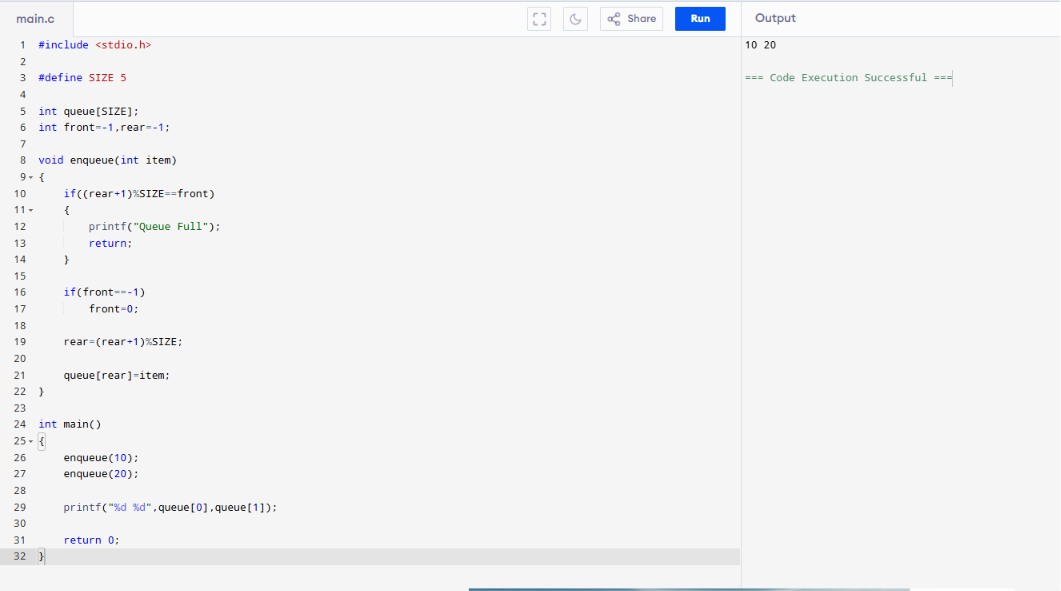 main.c Share Run Output
1 #include <stdio.h>
2
3 #define SIZE 5
4
5 int queue[SIZE];
6 int front=-1,rear=-1;
7
8 void enqueue(int item)
9 {
10 if((rear+1)%SIZE==front)
11 {
12 printf("Queue Full");
13 return;
14 }
15
16 if(front==-1)
17 front=0;
18
19 rear=(rear+1)%SIZE;
20
21 queue[rear]=item;
22 }
23
24 int main()
25 {
26 enqueue(10);
27 enqueue(20);
28
29 printf("%d %d",queue[0],queue[1]);
30
31 return 0;
32 }
10 20
=== Code Execution Successful ===